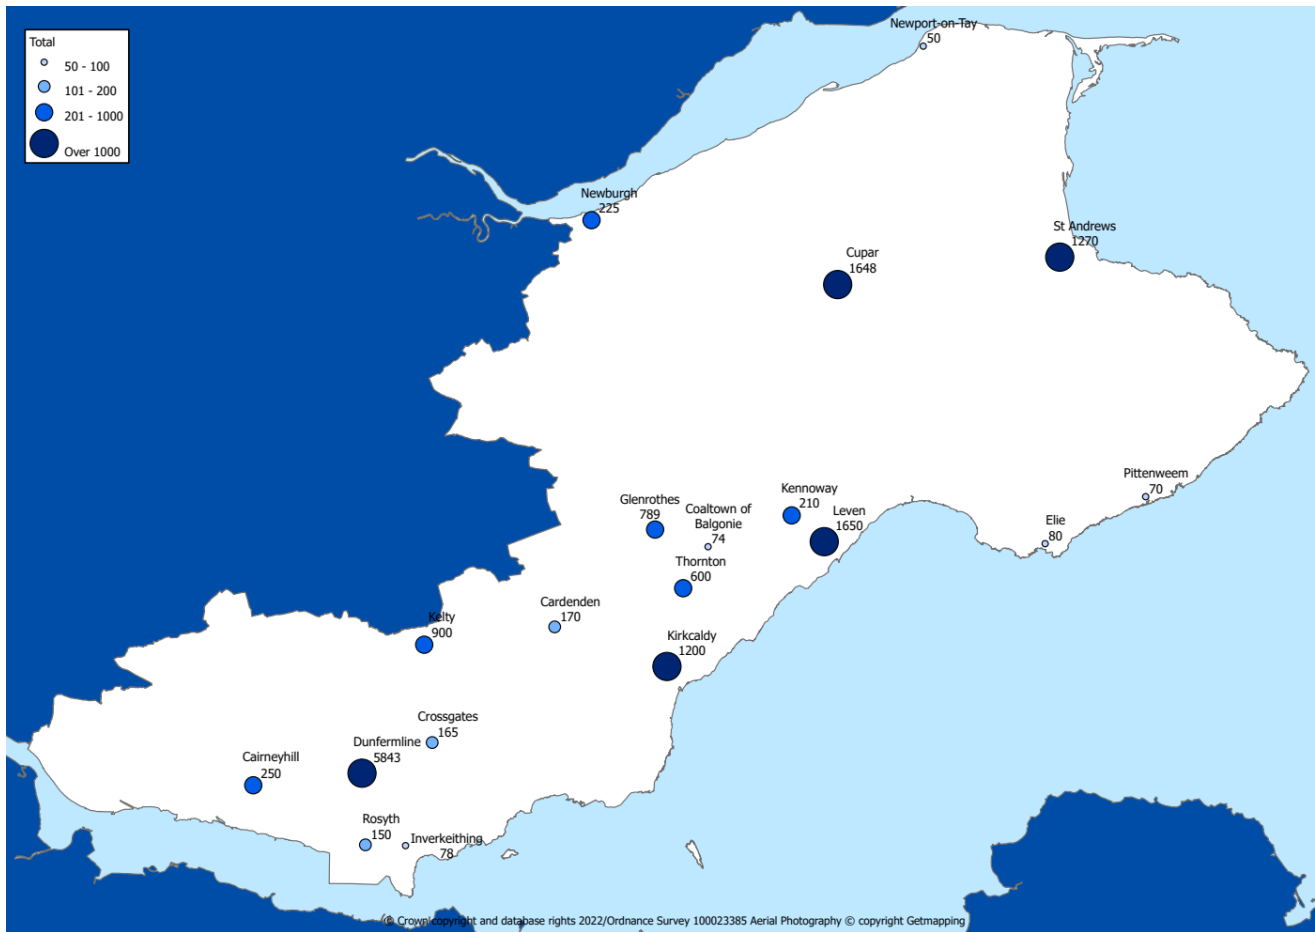 Total
50 - 100
101 - 200
201 - 1000
Over 1000
Newport-on-Tay
50
Newburgh
225
St Andrews
1270
Cupar
1648
Pittenweem
70
Kennoway
210
Glenrothes
789
Coaltown of
Balgonie
74
Leven
1650
Elie
80
Thornton
600
Cardenden
170
Kelty
900
Kirkcaldy
1200
Crossgates
165
Dunfermline
5843
Cairneyhill
250
Rosyth
150
Inverkeithing
78
© Crown copyright and database rights 2022/Ordnance Survey 100023385 Aerial Photography © copyright Getmapping